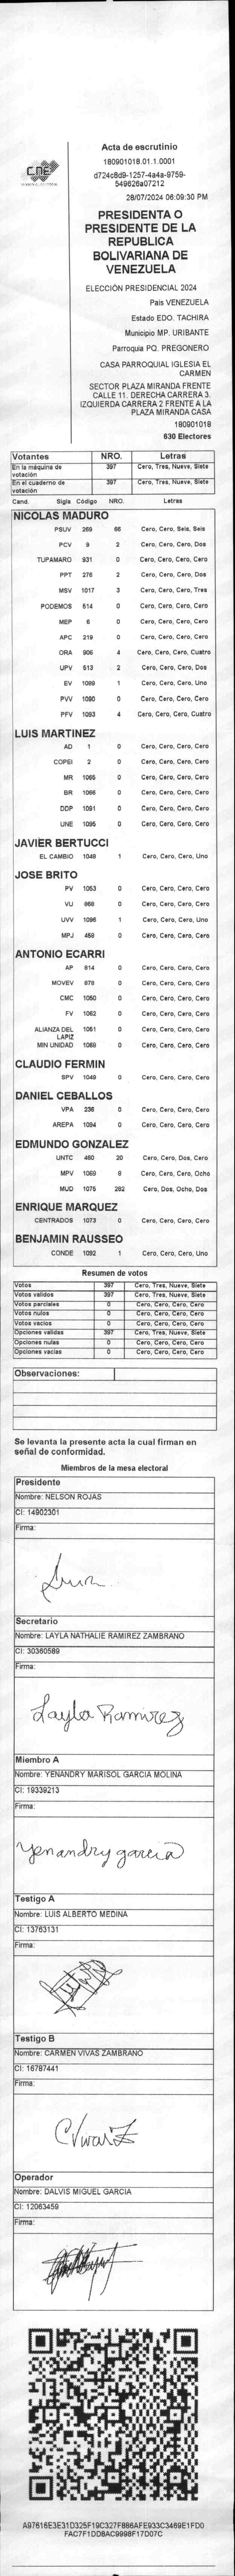 Acta de escrutinio
180901018.01.1.0001
d724c8d9-1257-4a4a-9759-
549626a07212
28/07/2024 06:09:30 PM
CNE
PRESIDENTA O
PRESIDENTE DE LA
REPUBLICA
BOLIVARIANA DE
VENEZUELA
ELECCIÓN PRESIDENCIAL 2024
País VENEZUELA
Estado EDO. TACHIRA
Municipio MP. URIBANTE
Parroquia PQ. PREGONERO
CASA PARROQUIAL IGLESIA EL
CARMEN
SECTOR PLAZA MIRANDA FRENTE
CALLE 11. DERECHA CARRERA 3.
IZQUIERDA CARRERA 2 FRENTE A LA
PLAZA MIRANDA CASA
180901018
630 Electores
Votantes NRO. Letras
En la máquina de votación 397 Cero, Tres, Nueve, Siete
En el cuaderno de votación 397 Cero, Tres, Nueve, Siete
Cand. Sigla Código NRO. Letras
NICOLAS MADURO
PSUV 269 66 Cero, Cero, Seis, Seis
PCV 9 2 Cero, Cero, Cero, Dos
TUPAMARO 931 0 Cero, Cero, Cero, Cero
PPT 276 2 Cero, Cero, Cero, Dos
MSV 1017 3 Cero, Cero, Cero, Tres
PODEMOS 514 0 Cero, Cero, Cero, Cero
MEP 6 0 Cero, Cero, Cero, Cero
APC 219 0 Cero, Cero, Cero, Cero
ORA 906 4 Cero, Cero, Cero, Cuatro
UPV 513 2 Cero, Cero, Cero, Dos
EV 1089 1 Cero, Cero, Cero, Uno
PVV 1090 0 Cero, Cero, Cero, Cero
PFV 1093 4 Cero, Cero, Cero, Cuatro
LUIS MARTINEZ
AD 1 0 Cero, Cero, Cero, Cero
COPEI 2 0 Cero, Cero, Cero, Cero
MR 1065 0 Cero, Cero, Cero, Cero
BR 1066 0 Cero, Cero, Cero, Cero
DDP 1091 0 Cero, Cero, Cero, Cero
UNE 1095 0 Cero, Cero, Cero, Cero
JAVIER BERTUCCI
EL CAMBIO 1048 1 Cero, Cero, Cero, Uno
JOSE BRITO
PV 1053 0 Cero, Cero, Cero, Cero
VU 868 0 Cero, Cero, Cero, Cero
UVV 1096 1 Cero, Cero, Cero, Uno
MPJ 459 0 Cero, Cero, Cero, Cero
ANTONIO ECARRI
AP 814 0 Cero, Cero, Cero, Cero
MOVEV 878 0 Cero, Cero, Cero, Cero
CMC 1050 0 Cero, Cero, Cero, Cero
FV 1062 0 Cero, Cero, Cero, Cero
ALIANZA DEL LAPIZ 1051 0 Cero, Cero, Cero, Cero
MIN UNIDAD 1068 0 Cero, Cero, Cero, Cero
CLAUDIO FERMIN
SPV 1049 0 Cero, Cero, Cero, Cero
DANIEL CEBALLOS
VPA 236 0 Cero, Cero, Cero, Cero
AREPA 1094 0 Cero, Cero, Cero, Cero
EDMUNDO GONZALEZ
UNTC 460 20 Cero, Cero, Dos, Cero
MPV 1069 8 Cero, Cero, Cero, Ocho
MUD 1075 282 Cero, Dos, Ocho, Dos
ENRIQUE MARQUEZ
CENTRADOS 1073 0 Cero, Cero, Cero, Cero
BENJAMIN RAUSSEO
CONDE 1092 1 Cero, Cero, Cero, Uno
Resumen de votos
Votos 397 Cero, Tres, Nueve, Siete
Votos validos 397 Cero, Tres, Nueve, Siete
Votos parciales 0 Cero, Cero, Cero, Cero
Votos nulos 0 Cero, Cero, Cero, Cero
Votos vacios 0 Cero, Cero, Cero, Cero
Opciones validas 397 Cero, Tres, Nueve, Siete
Opciones nulas 0 Cero, Cero, Cero, Cero
Opciones vacias 0 Cero, Cero, Cero, Cero
Observaciones:
Se levanta la presente acta la cual firman en
señal de conformidad.
Miembros de la mesa electoral
Presidente
Nombre: NELSON ROJAS
CI: 14902301
Firma:
Secretario
Nombre: LAYLA NATHALIE RAMIREZ ZAMBRANO
CI: 30360589
Firma:
Layla Ramirez
Miembro A
Nombre: YENANDRY MARISOL GARCIA MOLINA
CI: 19339213
Firma:
Yenandry garcia
Testigo A
Nombre: LUIS ALBERTO MEDINA
CI: 13763131
Firma:
Testigo B
Nombre: CARMEN VIVAS ZAMBRANO
CI: 16787441
Firma:
Operador
Nombre: DALVIS MIGUEL GARCIA
CI: 12063459
Firma:
A97616E3E31D325F19C327F886AFE933C3469E1FD0
FAC7F1DD8AC9998F17D07C